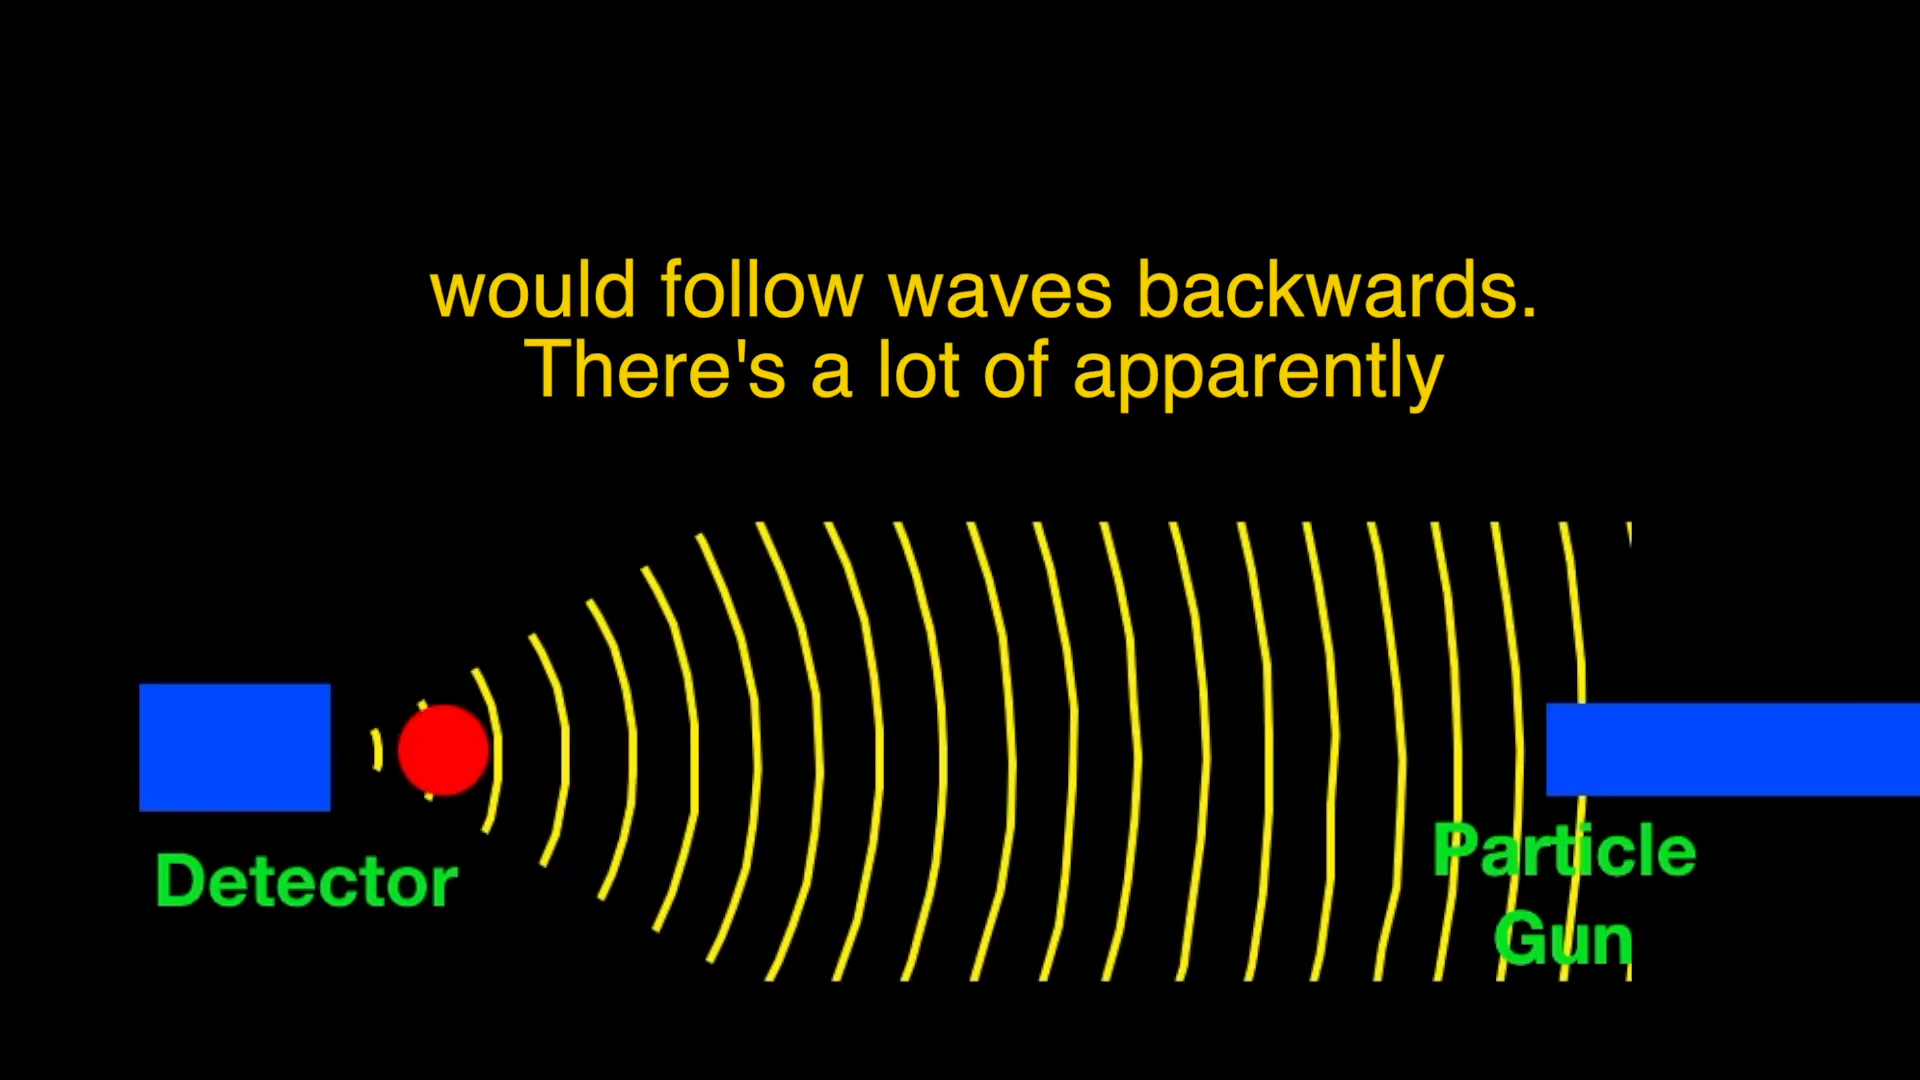 would follow waves backwards.
There's a lot of apparently
Detector
Particle
Gun